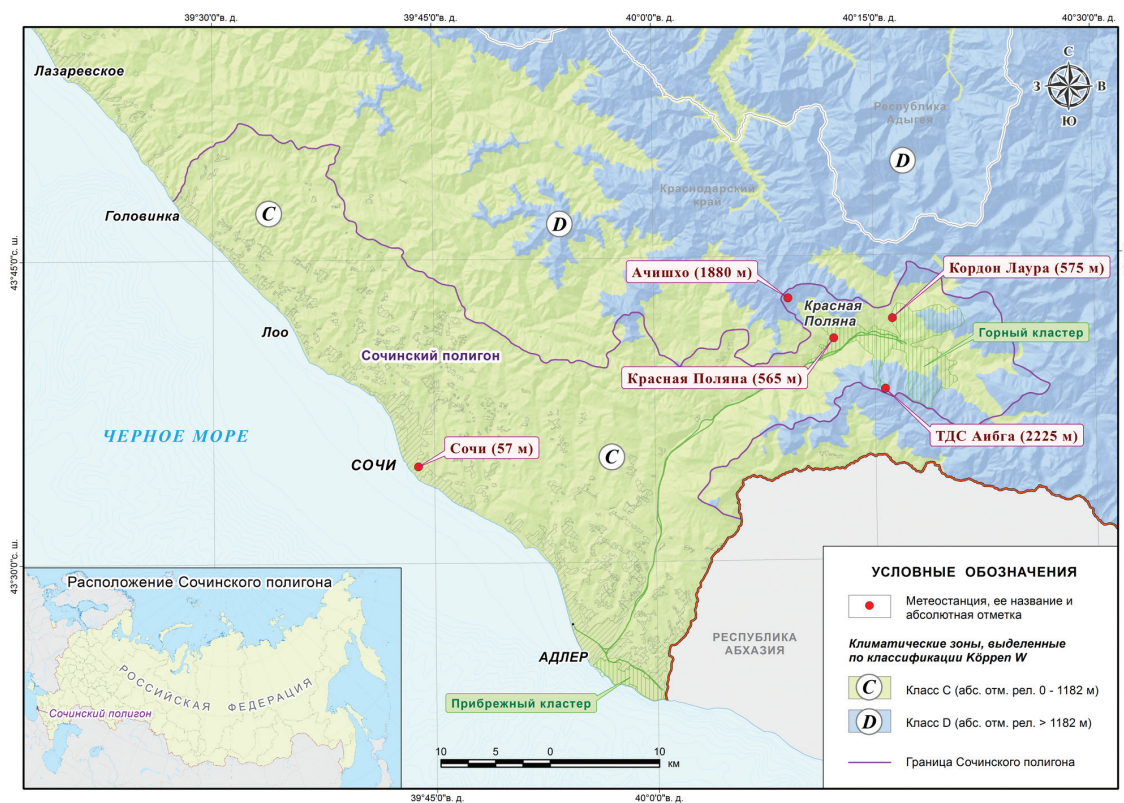 39°30'0"в. д.
39°45'0"в. д.
40°0'0"в. д.
40°15'0"в. д.
40°30'0"в. д.
С
З
В
Ю
Лазаревское
Республика
Адыгея
D
Краснодарский
край
C
Головинка
D
43°45'0"с. ш.
Ачишхо (1880 м)
Кордон Лаура (575 м)
Красная
Поляна
Лоо
Горный кластер
Сочинский полигон
Красная Поляна (565 м)
ЧЕРНОЕ МОРЕ
ТДС Аибга (2225 м)
Сочи (57 м)
СОЧИ
C
43°30'0"с. ш.
РЕСПУБЛИКА
АБХАЗИЯ
АДЛЕР
Прибрежный кластер
Расположение Сочинского полигона
РОССИЙСКАЯ ФЕДЕРАЦИЯ
Сочинский полигон
10 5 0 10
км
УСЛОВНЫЕ ОБОЗНАЧЕНИЯ
Метеостанция, ее название и
абсолютная отметка
Климатические зоны, выделенные
по классификации Köppen W
C Класс C (абс. отм. рел. 0 - 1182 м)
D Класс D (абс. отм. рел. > 1182 м)
Граница Сочинского полигона
39°45'0"в. д.
40°0'0"в. д.
40°15'0"в. д.